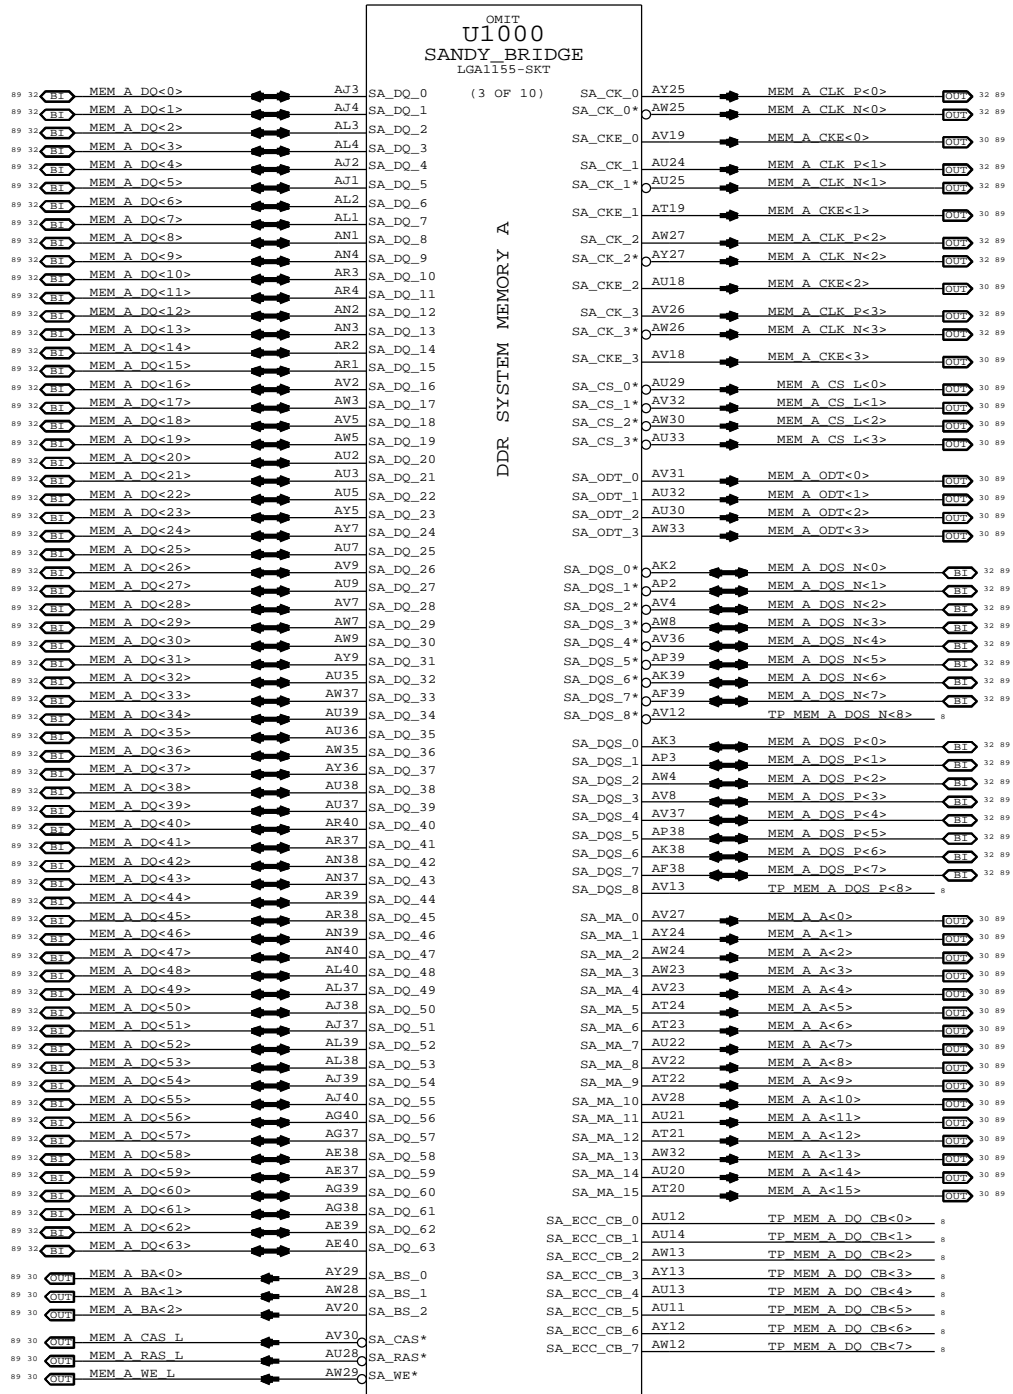 OMIT
U1000
SANDY_BRIDGE
LGA1155-SKT
(3 OF 10)
DDR SYSTEM MEMORY A
89 32 BI MEM_A_DQ<0> AJ3 SA_DQ_0
89 32 BI MEM_A_DQ<1> AJ4 SA_DQ_1
89 32 BI MEM_A_DQ<2> AL3 SA_DQ_2
89 32 BI MEM_A_DQ<3> AL4 SA_DQ_3
89 32 BI MEM_A_DQ<4> AJ2 SA_DQ_4
89 32 BI MEM_A_DQ<5> AJ1 SA_DQ_5
89 32 BI MEM_A_DQ<6> AL2 SA_DQ_6
89 32 BI MEM_A_DQ<7> AL1 SA_DQ_7
89 32 BI MEM_A_DQ<8> AN1 SA_DQ_8
89 32 BI MEM_A_DQ<9> AN4 SA_DQ_9
89 32 BI MEM_A_DQ<10> AR3 SA_DQ_10
89 32 BI MEM_A_DQ<11> AR4 SA_DQ_11
89 32 BI MEM_A_DQ<12> AN2 SA_DQ_12
89 32 BI MEM_A_DQ<13> AN3 SA_DQ_13
89 32 BI MEM_A_DQ<14> AR2 SA_DQ_14
89 32 BI MEM_A_DQ<15> AR1 SA_DQ_15
89 32 BI MEM_A_DQ<16> AV2 SA_DQ_16
89 32 BI MEM_A_DQ<17> AW3 SA_DQ_17
89 32 BI MEM_A_DQ<18> AV5 SA_DQ_18
89 32 BI MEM_A_DQ<19> AW5 SA_DQ_19
89 32 BI MEM_A_DQ<20> AU2 SA_DQ_20
89 32 BI MEM_A_DQ<21> AU3 SA_DQ_21
89 32 BI MEM_A_DQ<22> AU5 SA_DQ_22
89 32 BI MEM_A_DQ<23> AY5 SA_DQ_23
89 32 BI MEM_A_DQ<24> AY7 SA_DQ_24
89 32 BI MEM_A_DQ<25> AU7 SA_DQ_25
89 32 BI MEM_A_DQ<26> AV9 SA_DQ_26
89 32 BI MEM_A_DQ<27> AU9 SA_DQ_27
89 32 BI MEM_A_DQ<28> AV7 SA_DQ_28
89 32 BI MEM_A_DQ<29> AW7 SA_DQ_29
89 32 BI MEM_A_DQ<30> AW9 SA_DQ_30
89 32 BI MEM_A_DQ<31> AY9 SA_DQ_31
89 32 BI MEM_A_DQ<32> AU35 SA_DQ_32
89 32 BI MEM_A_DQ<33> AW37 SA_DQ_33
89 32 BI MEM_A_DQ<34> AU39 SA_DQ_34
89 32 BI MEM_A_DQ<35> AU36 SA_DQ_35
89 32 BI MEM_A_DQ<36> AW35 SA_DQ_36
89 32 BI MEM_A_DQ<37> AY36 SA_DQ_37
89 32 BI MEM_A_DQ<38> AU38 SA_DQ_38
89 32 BI MEM_A_DQ<39> AU37 SA_DQ_39
89 32 BI MEM_A_DQ<40> AR40 SA_DQ_40
89 32 BI MEM_A_DQ<41> AR37 SA_DQ_41
89 32 BI MEM_A_DQ<42> AN38 SA_DQ_42
89 32 BI MEM_A_DQ<43> AN37 SA_DQ_43
89 32 BI MEM_A_DQ<44> AR39 SA_DQ_44
89 32 BI MEM_A_DQ<45> AR38 SA_DQ_45
89 32 BI MEM_A_DQ<46> AN39 SA_DQ_46
89 32 BI MEM_A_DQ<47> AN40 SA_DQ_47
89 32 BI MEM_A_DQ<48> AL40 SA_DQ_48
89 32 BI MEM_A_DQ<49> AL37 SA_DQ_49
89 32 BI MEM_A_DQ<50> AJ38 SA_DQ_50
89 32 BI MEM_A_DQ<51> AJ37 SA_DQ_51
89 32 BI MEM_A_DQ<52> AL39 SA_DQ_52
89 32 BI MEM_A_DQ<53> AL38 SA_DQ_53
89 32 BI MEM_A_DQ<54> AJ39 SA_DQ_54
89 32 BI MEM_A_DQ<55> AJ40 SA_DQ_55
89 32 BI MEM_A_DQ<56> AG40 SA_DQ_56
89 32 BI MEM_A_DQ<57> AG37 SA_DQ_57
89 32 BI MEM_A_DQ<58> AE38 SA_DQ_58
89 32 BI MEM_A_DQ<59> AE37 SA_DQ_59
89 32 BI MEM_A_DQ<60> AG39 SA_DQ_60
89 32 BI MEM_A_DQ<61> AG38 SA_DQ_61
89 32 BI MEM_A_DQ<62> AE39 SA_DQ_62
89 32 BI MEM_A_DQ<63> AE40 SA_DQ_63
89 30 OUT MEM_A_BA<0> AY29 SA_BS_0
89 30 OUT MEM_A_BA<1> AW28 SA_BS_1
89 30 OUT MEM_A_BA<2> AV20 SA_BS_2
89 30 OUT MEM_A_CAS_L AV30 SA_CAS*
89 30 OUT MEM_A_RAS_L AU28 SA_RAS*
89 30 OUT MEM_A_WE_L AW29 SA_WE*
SA_CK_0 AY25 MEM_A_CLK_P<0> OUT 32 89
SA_CK_0* AW25 MEM_A_CLK_N<0> OUT 32 89
SA_CKE_0 AV19 MEM_A_CKE<0> OUT 30 89
SA_CK_1 AU24 MEM_A_CLK_P<1> OUT 32 89
SA_CK_1* AU25 MEM_A_CLK_N<1> OUT 32 89
SA_CKE_1 AT19 MEM_A_CKE<1> OUT 30 89
SA_CK_2 AW27 MEM_A_CLK_P<2> OUT 32 89
SA_CK_2* AY27 MEM_A_CLK_N<2> OUT 32 89
SA_CKE_2 AU18 MEM_A_CKE<2> OUT 30 89
SA_CK_3 AV26 MEM_A_CLK_P<3> OUT 32 89
SA_CK_3* AW26 MEM_A_CLK_N<3> OUT 32 89
SA_CKE_3 AV18 MEM_A_CKE<3> OUT 30 89
SA_CS_0* AU29 MEM_A_CS_L<0> OUT 30 89
SA_CS_1* AV32 MEM_A_CS_L<1> OUT 30 89
SA_CS_2* AW30 MEM_A_CS_L<2> OUT 30 89
SA_CS_3* AU33 MEM_A_CS_L<3> OUT 30 89
SA_ODT_0 AV31 MEM_A_ODT<0> OUT 30 89
SA_ODT_1 AU32 MEM_A_ODT<1> OUT 30 89
SA_ODT_2 AU30 MEM_A_ODT<2> OUT 30 89
SA_ODT_3 AW33 MEM_A_ODT<3> OUT 30 89
SA_DQS_0* AK2 MEM_A_DQS_N<0> BI 32 89
SA_DQS_1* AP2 MEM_A_DQS_N<1> BI 32 89
SA_DQS_2* AV4 MEM_A_DQS_N<2> BI 32 89
SA_DQS_3* AW8 MEM_A_DQS_N<3> BI 32 89
SA_DQS_4* AV36 MEM_A_DQS_N<4> BI 32 89
SA_DQS_5* AP39 MEM_A_DQS_N<5> BI 32 89
SA_DQS_6* AK39 MEM_A_DQS_N<6> BI 32 89
SA_DQS_7* AF39 MEM_A_DQS_N<7> BI 32 89
SA_DQS_8* AV12 TP_MEM_A_DQS_N<8> 8
SA_DQS_0 AK3 MEM_A_DQS_P<0> BI 32 89
SA_DQS_1 AP3 MEM_A_DQS_P<1> BI 32 89
SA_DQS_2 AW4 MEM_A_DQS_P<2> BI 32 89
SA_DQS_3 AV8 MEM_A_DQS_P<3> BI 32 89
SA_DQS_4 AV37 MEM_A_DQS_P<4> BI 32 89
SA_DQS_5 AP38 MEM_A_DQS_P<5> BI 32 89
SA_DQS_6 AK38 MEM_A_DQS_P<6> BI 32 89
SA_DQS_7 AF38 MEM_A_DQS_P<7> BI 32 89
SA_DQS_8 AV13 TP_MEM_A_DQS_P<8> 8
SA_MA_0 AV27 MEM_A_A<0> OUT 30 89
SA_MA_1 AY24 MEM_A_A<1> OUT 30 89
SA_MA_2 AW24 MEM_A_A<2> OUT 30 89
SA_MA_3 AW23 MEM_A_A<3> OUT 30 89
SA_MA_4 AV23 MEM_A_A<4> OUT 30 89
SA_MA_5 AT24 MEM_A_A<5> OUT 30 89
SA_MA_6 AT23 MEM_A_A<6> OUT 30 89
SA_MA_7 AU22 MEM_A_A<7> OUT 30 89
SA_MA_8 AV22 MEM_A_A<8> OUT 30 89
SA_MA_9 AT22 MEM_A_A<9> OUT 30 89
SA_MA_10 AV28 MEM_A_A<10> OUT 30 89
SA_MA_11 AU21 MEM_A_A<11> OUT 30 89
SA_MA_12 AT21 MEM_A_A<12> OUT 30 89
SA_MA_13 AW32 MEM_A_A<13> OUT 30 89
SA_MA_14 AU20 MEM_A_A<14> OUT 30 89
SA_MA_15 AT20 MEM_A_A<15> OUT 30 89
SA_ECC_CB_0 AU12 TP_MEM_A_DQ_CB<0> 8
SA_ECC_CB_1 AU14 TP_MEM_A_DQ_CB<1> 8
SA_ECC_CB_2 AW13 TP_MEM_A_DQ_CB<2> 8
SA_ECC_CB_3 AY13 TP_MEM_A_DQ_CB<3> 8
SA_ECC_CB_4 AU13 TP_MEM_A_DQ_CB<4> 8
SA_ECC_CB_5 AU11 TP_MEM_A_DQ_CB<5> 8
SA_ECC_CB_6 AY12 TP_MEM_A_DQ_CB<6> 8
SA_ECC_CB_7 AW12 TP_MEM_A_DQ_CB<7> 8